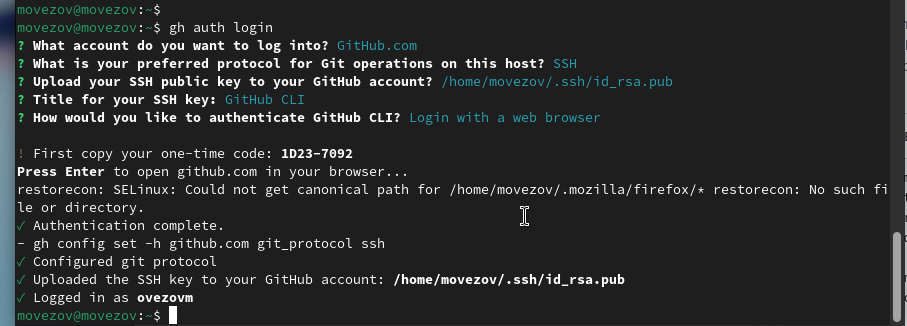 movezov@movezov:~$
movezov@movezov:~$ gh auth login
? What account do you want to log into? GitHub.com
? What is your preferred protocol for Git operations on this host? SSH
? Upload your SSH public key to your GitHub account? /home/movezov/.ssh/id_rsa.pub
? Title for your SSH key: GitHub CLI
? How would you like to authenticate GitHub CLI? Login with a web browser
! First copy your one-time code: 1D23-7092
Press Enter to open github.com in your browser...
restorecon: SELinux: Could not get canonical path for /home/movezov/.mozilla/firefox/* restorecon: No such fi
le or directory.
✓ Authentication complete.
- gh config set -h github.com git_protocol ssh
✓ Configured git protocol
✓ Uploaded the SSH key to your GitHub account: /home/movezov/.ssh/id_rsa.pub
✓ Logged in as ovezovm
movezov@movezov:~$